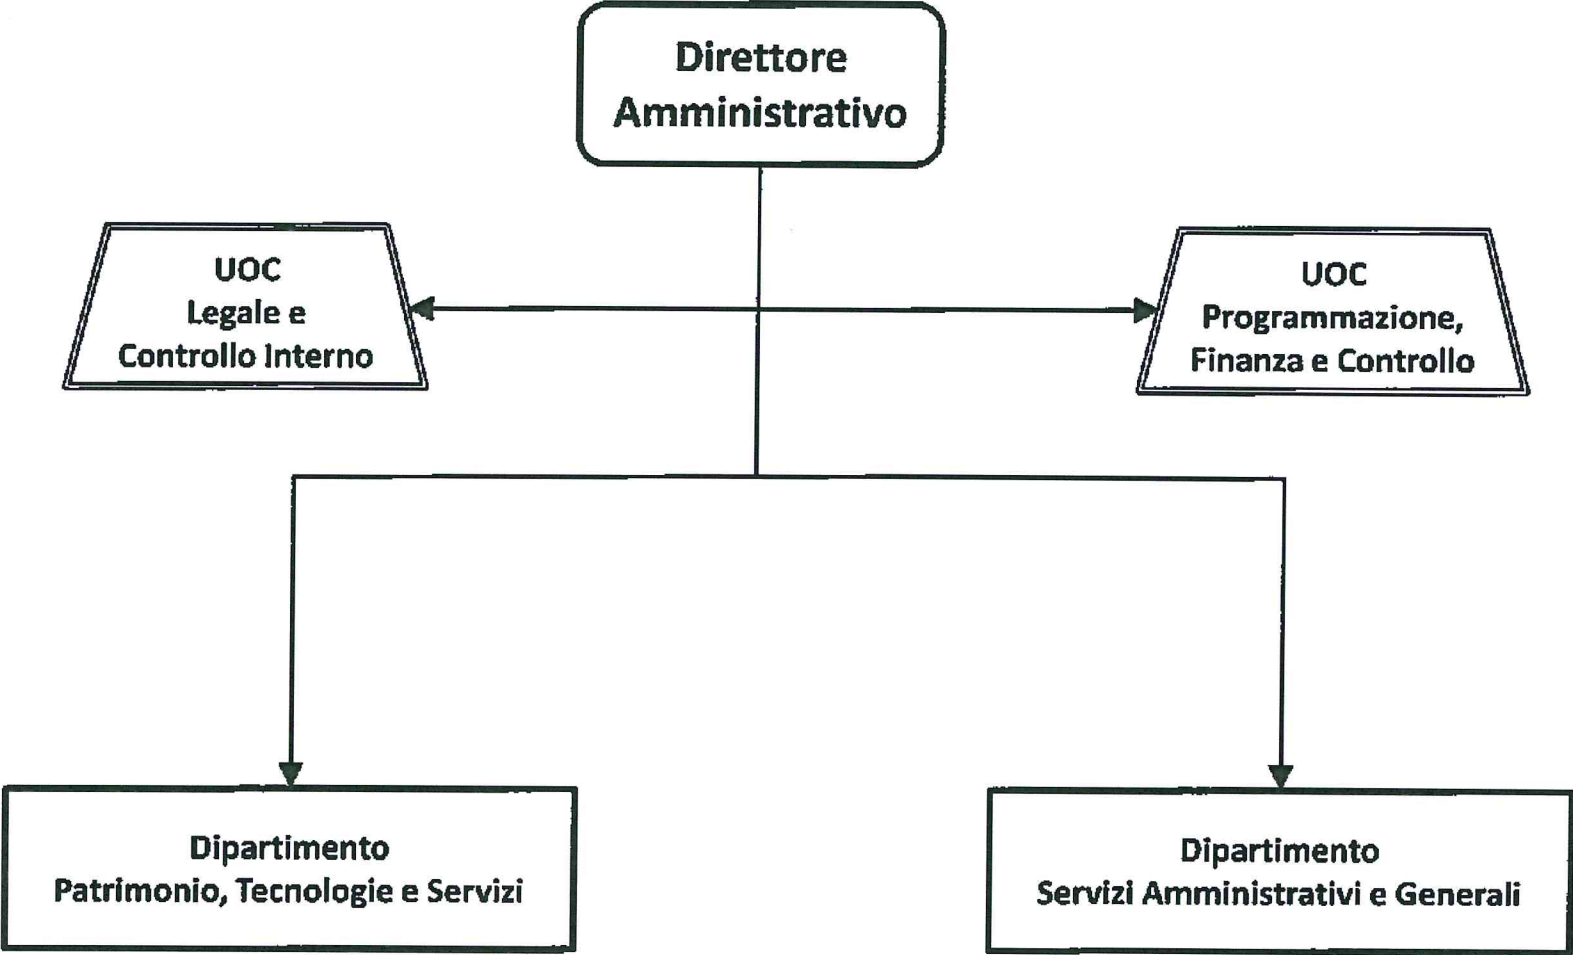 Direttore
Amministrativo
UOC
Legale e
Controllo Interno
UOC
Programmazione,
Finanza e Controllo
Dipartimento
Patrimonio, Tecnologie e Servizi
Dipartimento
Servizi Amministrativi e Generali